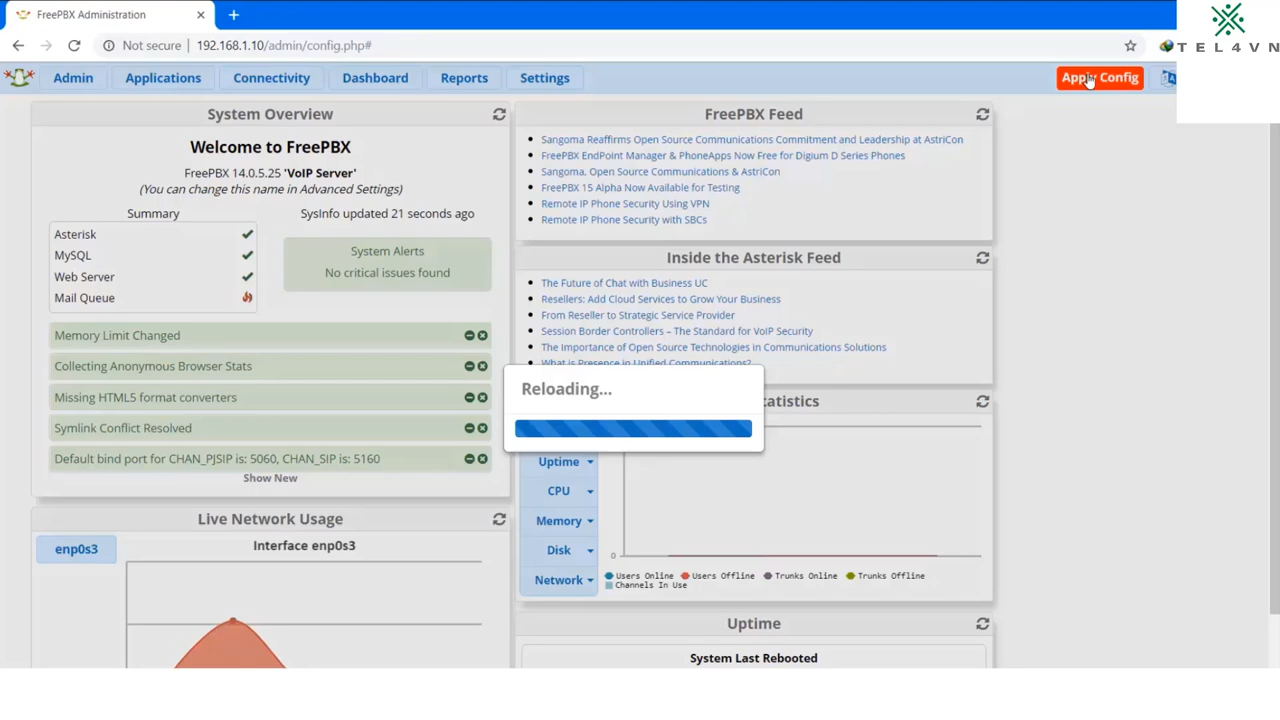 FreePBX Administration
Not secure
192.168.1.10/admin/config.php#
TEL4VN
Admin
Applications
Connectivity
Dashboard
Reports
Settings
Apply Config
System Overview
Welcome to FreePBX
FreePBX 14.0.5.25 'VoIP Server'
(You can change this name in Advanced Settings)
Summary
SysInfo updated 21 seconds ago
Asterisk
MySQL
Web Server
Mail Queue
System Alerts
No critical issues found
Memory Limit Changed
Collecting Anonymous Browser Stats
Missing HTML5 format converters
Symlink Conflict Resolved
Default bind port for CHAN_PJSIP is: 5060, CHAN_SIP is: 5160
Show New
Live Network Usage
enp0s3
Interface enp0s3
FreePBX Feed
Sangoma Reaffirms Open Source Communications Commitment and Leadership at AstriCon
FreePBX EndPoint Manager & PhoneApps Now Free for Digium D Series Phones
Sangoma, Open Source Communications & AstriCon
FreePBX 15 Alpha Now Available for Testing
Remote IP Phone Security Using VPN
Remote IP Phone Security with SBCs
Inside the Asterisk Feed
The Future of Chat with Business UC
Resellers: Add Cloud Services to Grow Your Business
From Reseller to Strategic Service Provider
Session Border Controllers – The Standard for VoIP Security
The Importance of Open Source Technologies in Communications Solutions
What is Presence in Unified Communications?
Reloading...
tatistics
Uptime
CPU
Memory
Disk
Network
0
Users Online
Users Offline
Trunks Online
Trunks Offline
Channels In Use
Uptime
System Last Rebooted